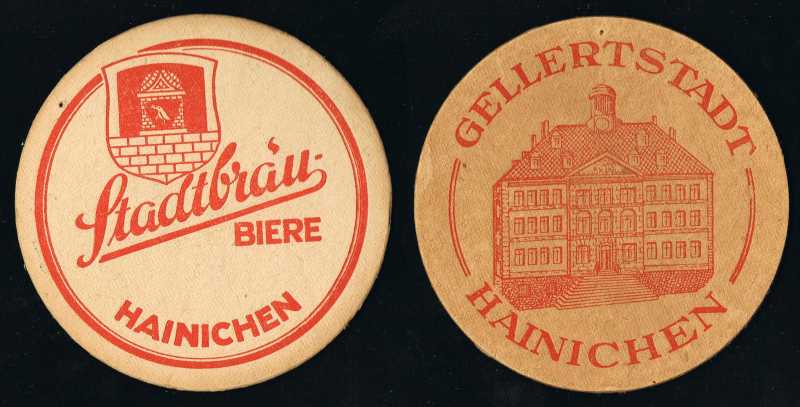 Stadtbräu-
BIERE
HAINICHEN
GELLERTSTADT
HAINICHEN